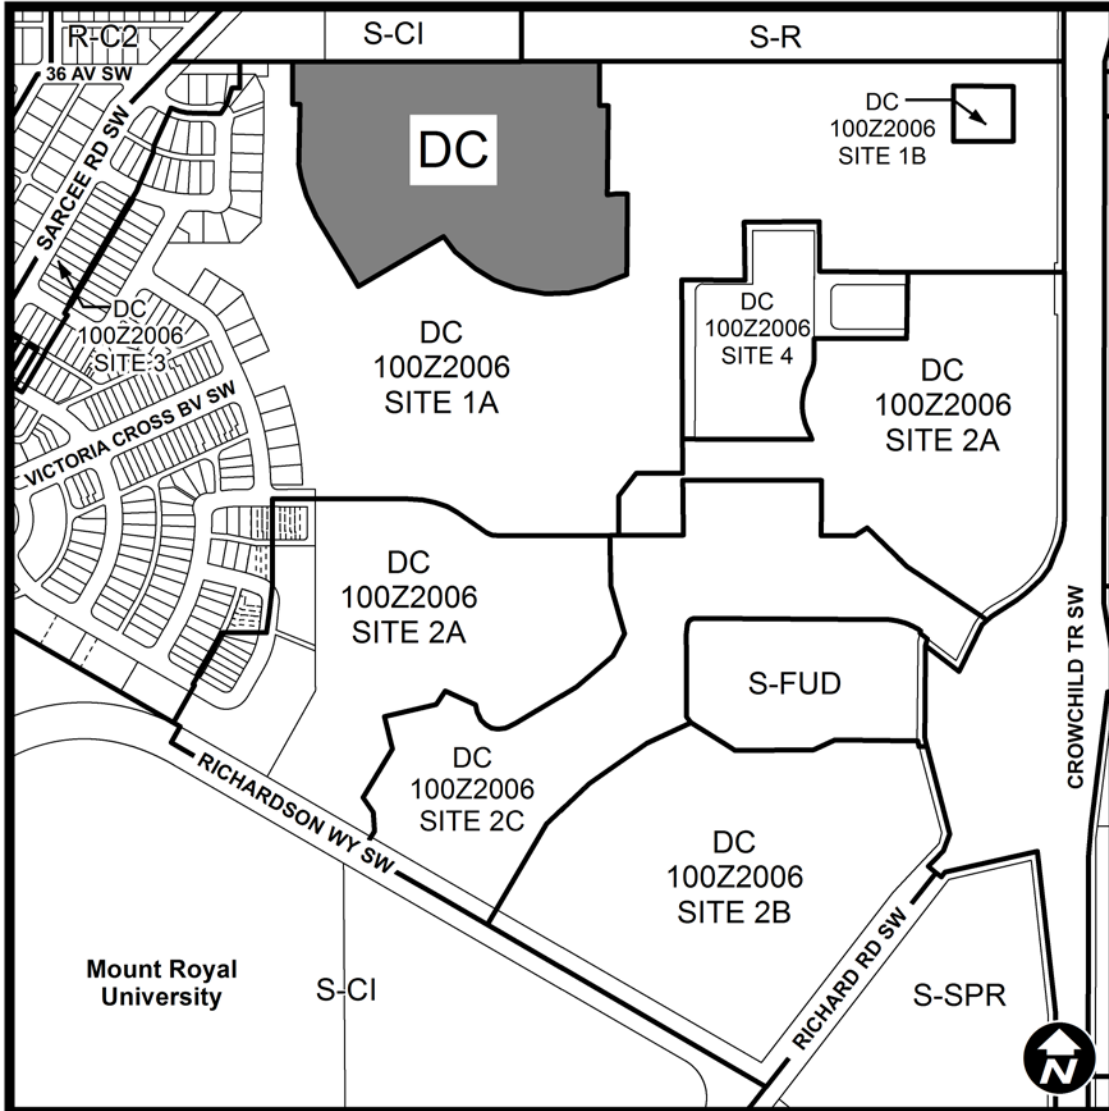 R-C2
S-CI
S-R
36 AV SW
SARCEE RD SW
DC
DC
100Z2006
SITE 1B
DC
100Z2006
SITE 3
DC
100Z2006
SITE 1A
DC
100Z2006
SITE 4
DC
100Z2006
SITE 2A
VICTORIA CROSS BV SW
DC
100Z2006
SITE 2A
CROWCHILD TR SW
S-FUD
DC
100Z2006
SITE 2C
RICHARDSON WY SW
DC
100Z2006
SITE 2B
RICHARD RD SW
Mount Royal
University
S-CI
S-SPR
N